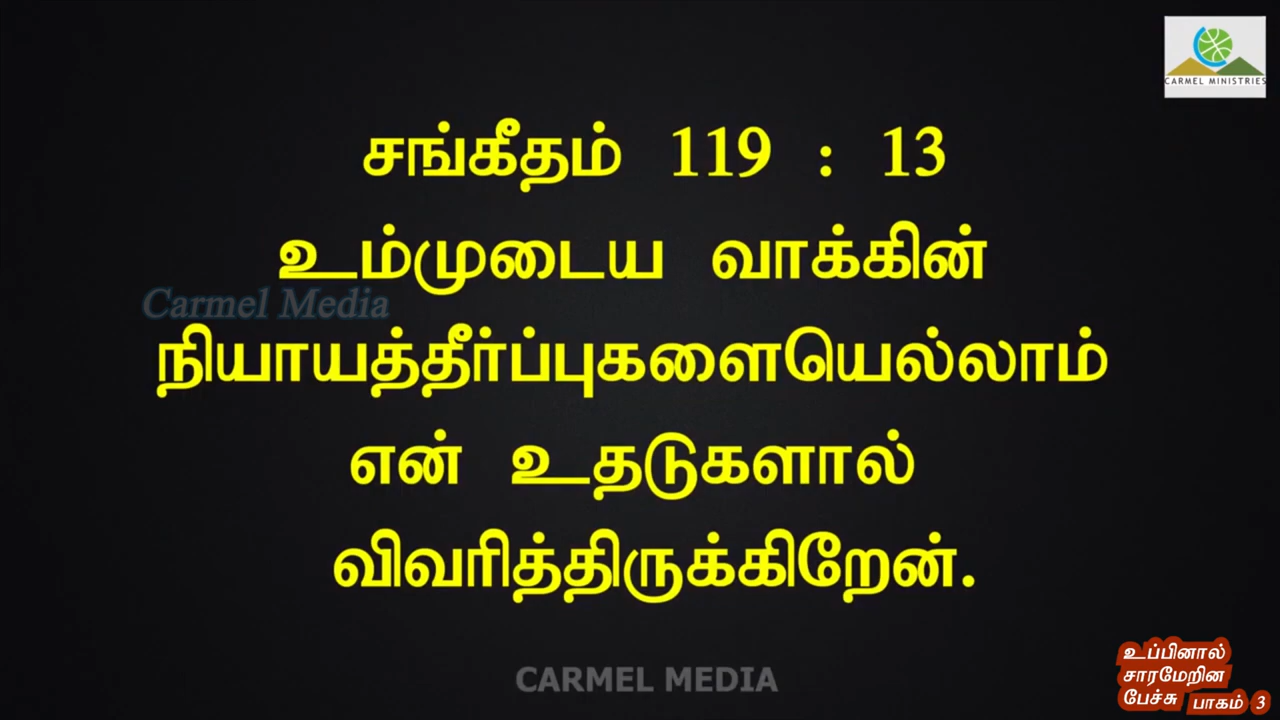 CARMEL MINISTRIES
சங்கீதம் 119 : 13
உம்முடைய வாக்கின்
Carmel Media
நியாயத்தீர்ப்புகளையெல்லாம்
என் உதடுகளால்
விவரித்திருக்கிறேன்.
CARMEL MEDIA
உப்பினால்
சாரமேறின
பேச்சு பாகம் 3